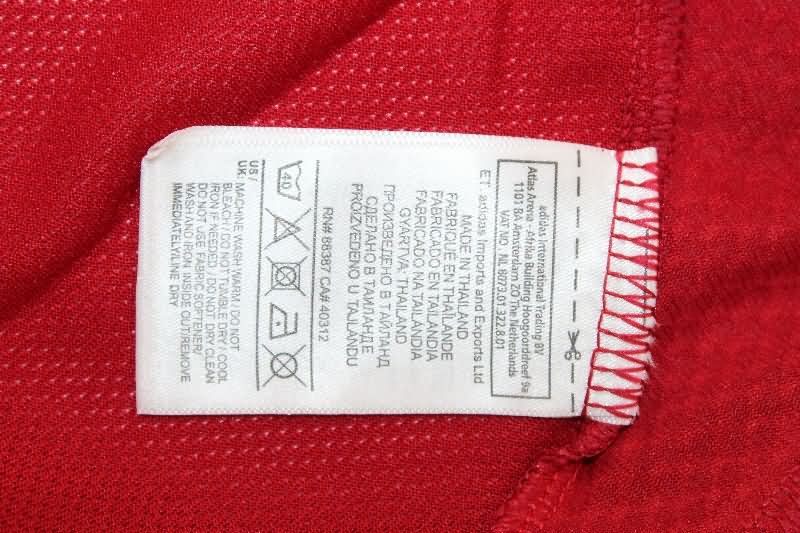 adidas International Trading BV
Atlas Arena - Afrika Building Hoogoorddreef 9a
1101 BA Amsterdam ZO The Netherlands
VAT NO.: NL 8073.01.322.B.01
ET. adidas Imports and Exports Ltd
MADE IN THAILAND
FABRIQUÉ EN THAÏLANDE
FABRICADO EN TAILANDIA
FABRICADO NA TAILANDIA
GYÁRTVA: THAILAND
ПРОИЗВЕДЕНО В ТАЙЛАНД
СДЕЛАНО В ТАИЛАНДЕ
PROIZVEDENO U TAJLANDU
RN# 88387 CA# 40312
40
US /
UK: MACHINE WASH WARM / DO NOT
BLEACH / DO NOT TUMBLE DRY / COOL
IRON IF NEEDED / DO NOT DRY CLEAN
DO NOT USE FABRIC SOFTENER/
WASH AND IRON INSIDE OUT/REMOVE
IMMEDIATELY/LINE DRY